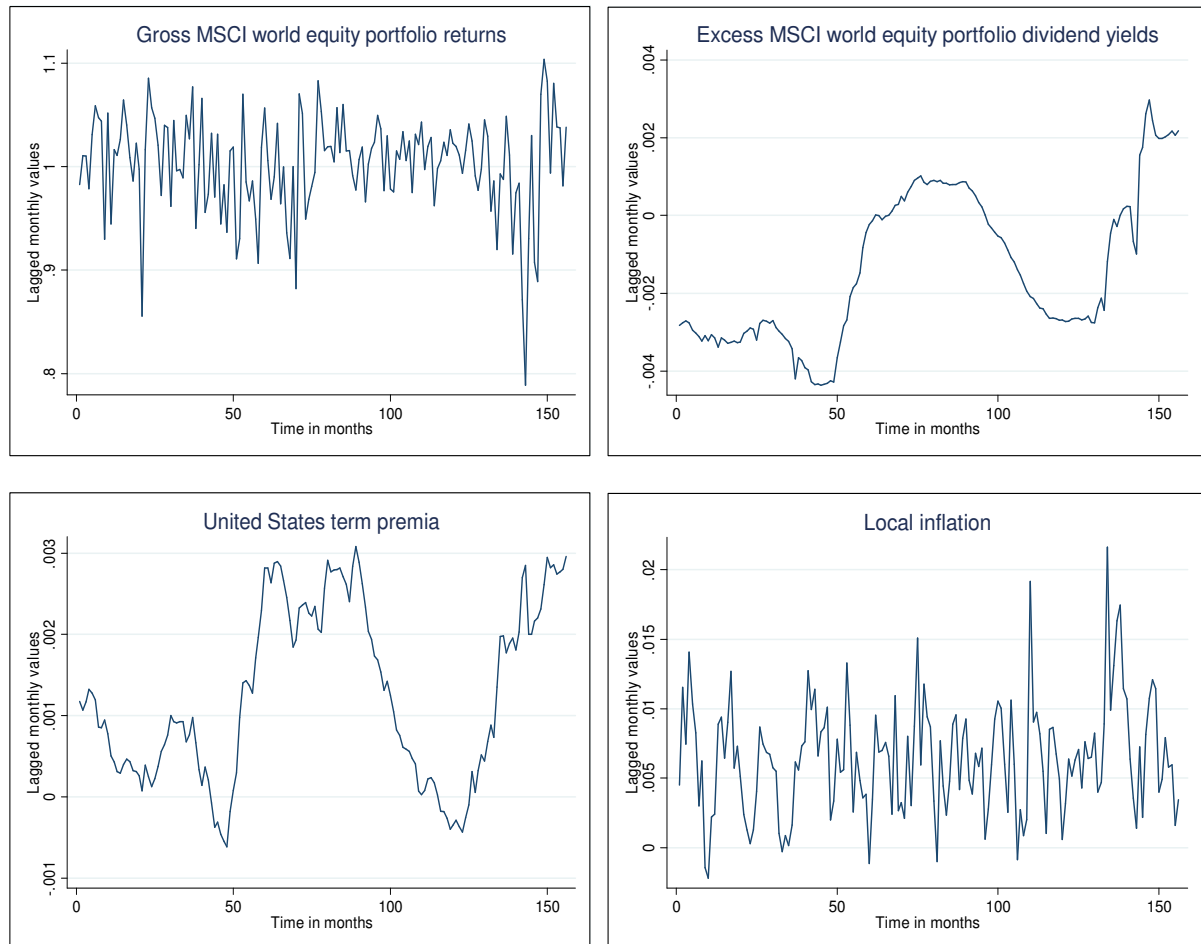 Gross MSCI world equity portfolio returns
Lagged monthly values
1.1
1
.9
.8
0
50
100
150
Time in months
Excess MSCI world equity portfolio dividend yields
Lagged monthly values
.004
.002
0
-.002
-.004
0
50
100
150
Time in months
United States term premia
Lagged monthly values
.003
.002
.001
0
-.001
0
50
100
150
Time in months
Local inflation
Lagged monthly values
.02
.015
.01
.005
0
0
50
100
150
Time in months